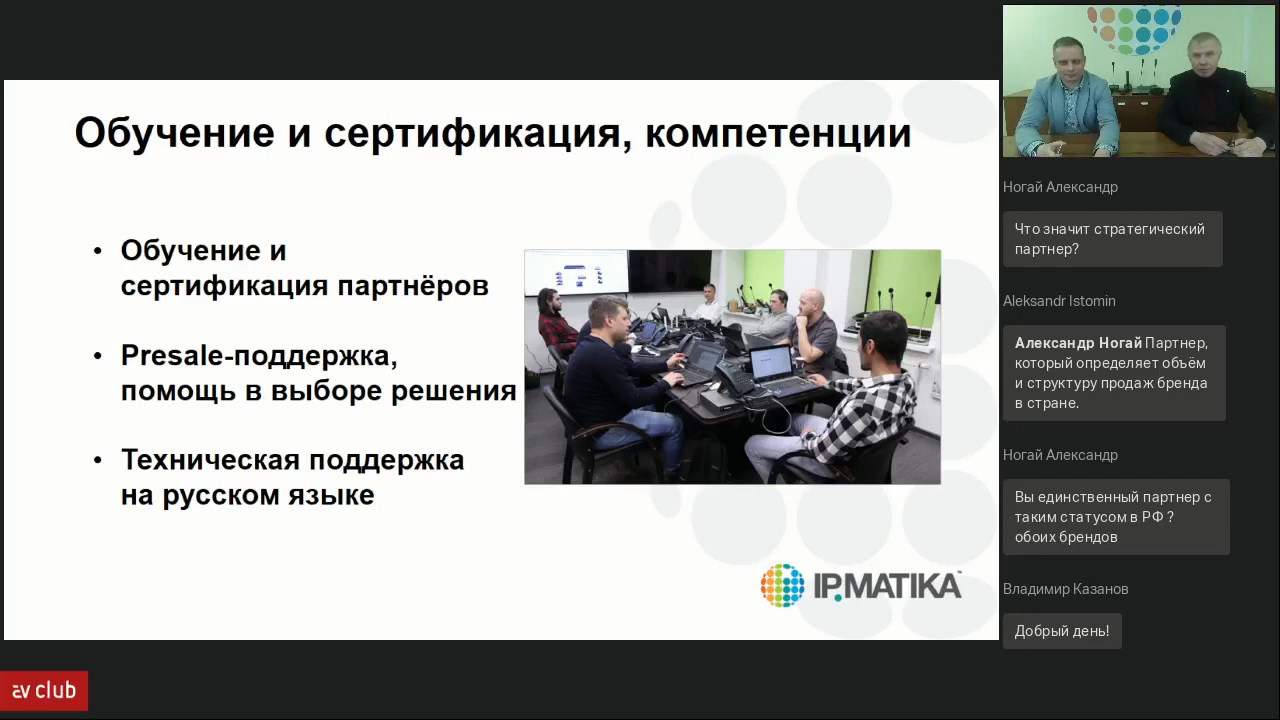 Обучение и сертификация, компетенции
• Обучение и
сертификация партнёров
• Presale-поддержка,
помощь в выборе решения
• Техническая поддержка
на русском языке
IPMATIKA™
Ногай Александр
Что значит стратегический
партнер?
Aleksandr Istomin
Александр Ногай Партнер,
который определяет объём
и структуру продаж бренда
в стране.
Ногай Александр
Вы единственный партнер с
таким статусом в РФ ?
обоих брендов
Владимир Казанов
Добрый день!
av club